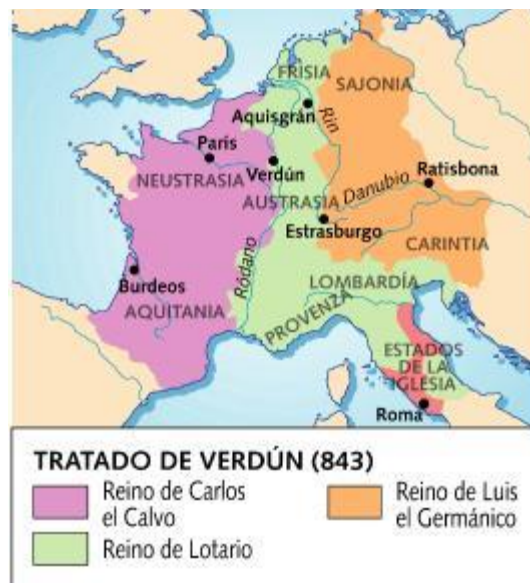 FRISIA
SAJONIA
Aquisgrán
Rin
París
Verdún
NEUSTRASIA
Ratisbona
Danubio
AUSTRASIA
Estrasburgo
CARINTIA
Ródano
Burdeos
LOMBARDÍA
AQUITANIA
PROVENZA
ESTADOS
DE LA
IGLESIA
Roma
TRATADO DE VERDÚN (843)
Reino de Carlos
el Calvo
Reino de Luis
el Germánico
Reino de Lotario